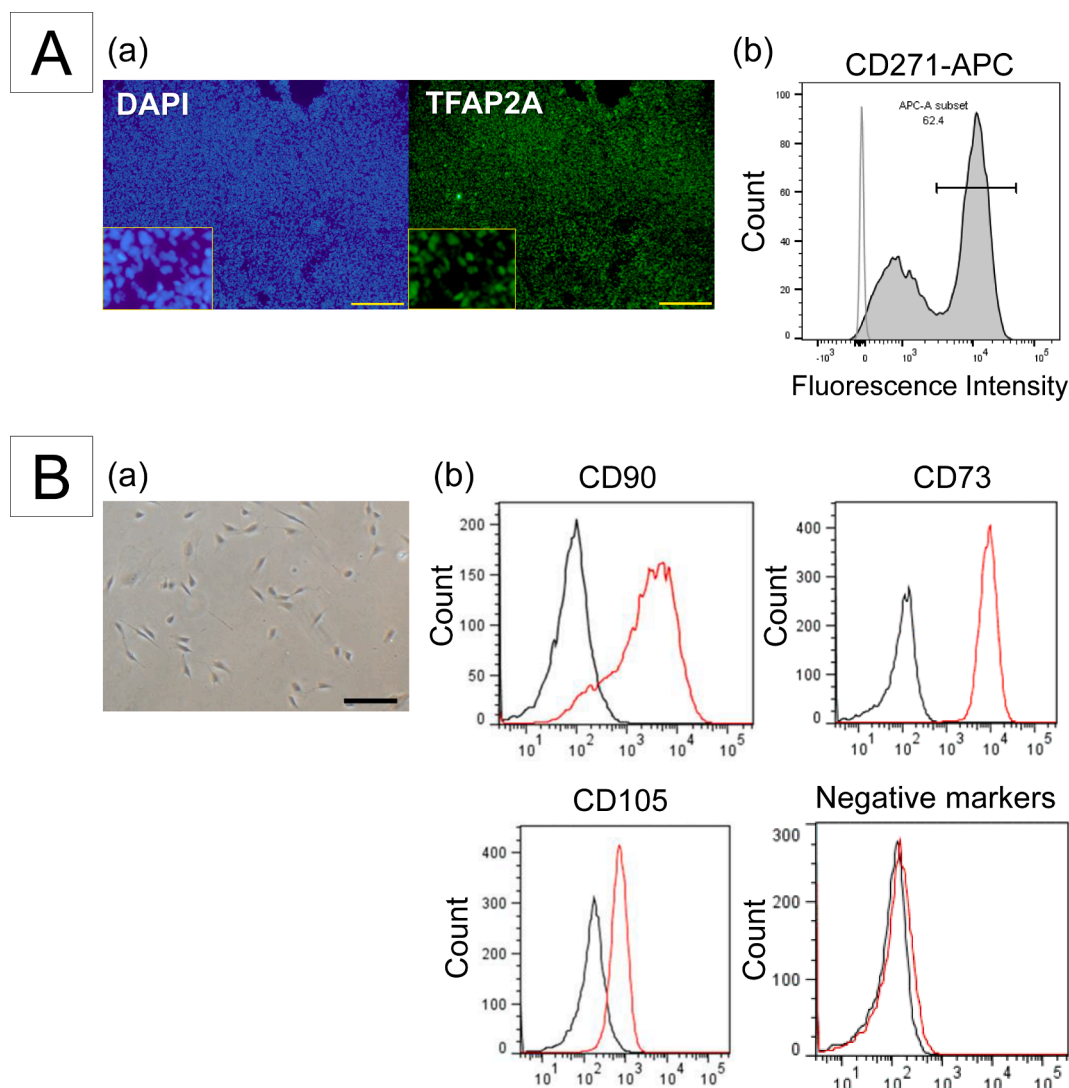 A
(a)
DAPI
TFAP2A
(b)
CD271-APC
APC-A subset
62.4
Count
100
80
60
40
20
0
-10³ 0 10³ 10⁴ 10⁵
Fluorescence Intensity
B
(a)
(b)
CD90
Count
200
150
100
50
0
10¹ 10² 10³ 10⁴ 10⁵
CD73
Count
400
300
200
100
0
10¹ 10² 10³ 10⁴ 10⁵
CD105
Count
400
300
200
100
0
10¹ 10² 10³ 10⁴ 10⁵
Negative markers
Count
300
200
100
0
10¹ 10² 10³ 10⁴ 10⁵